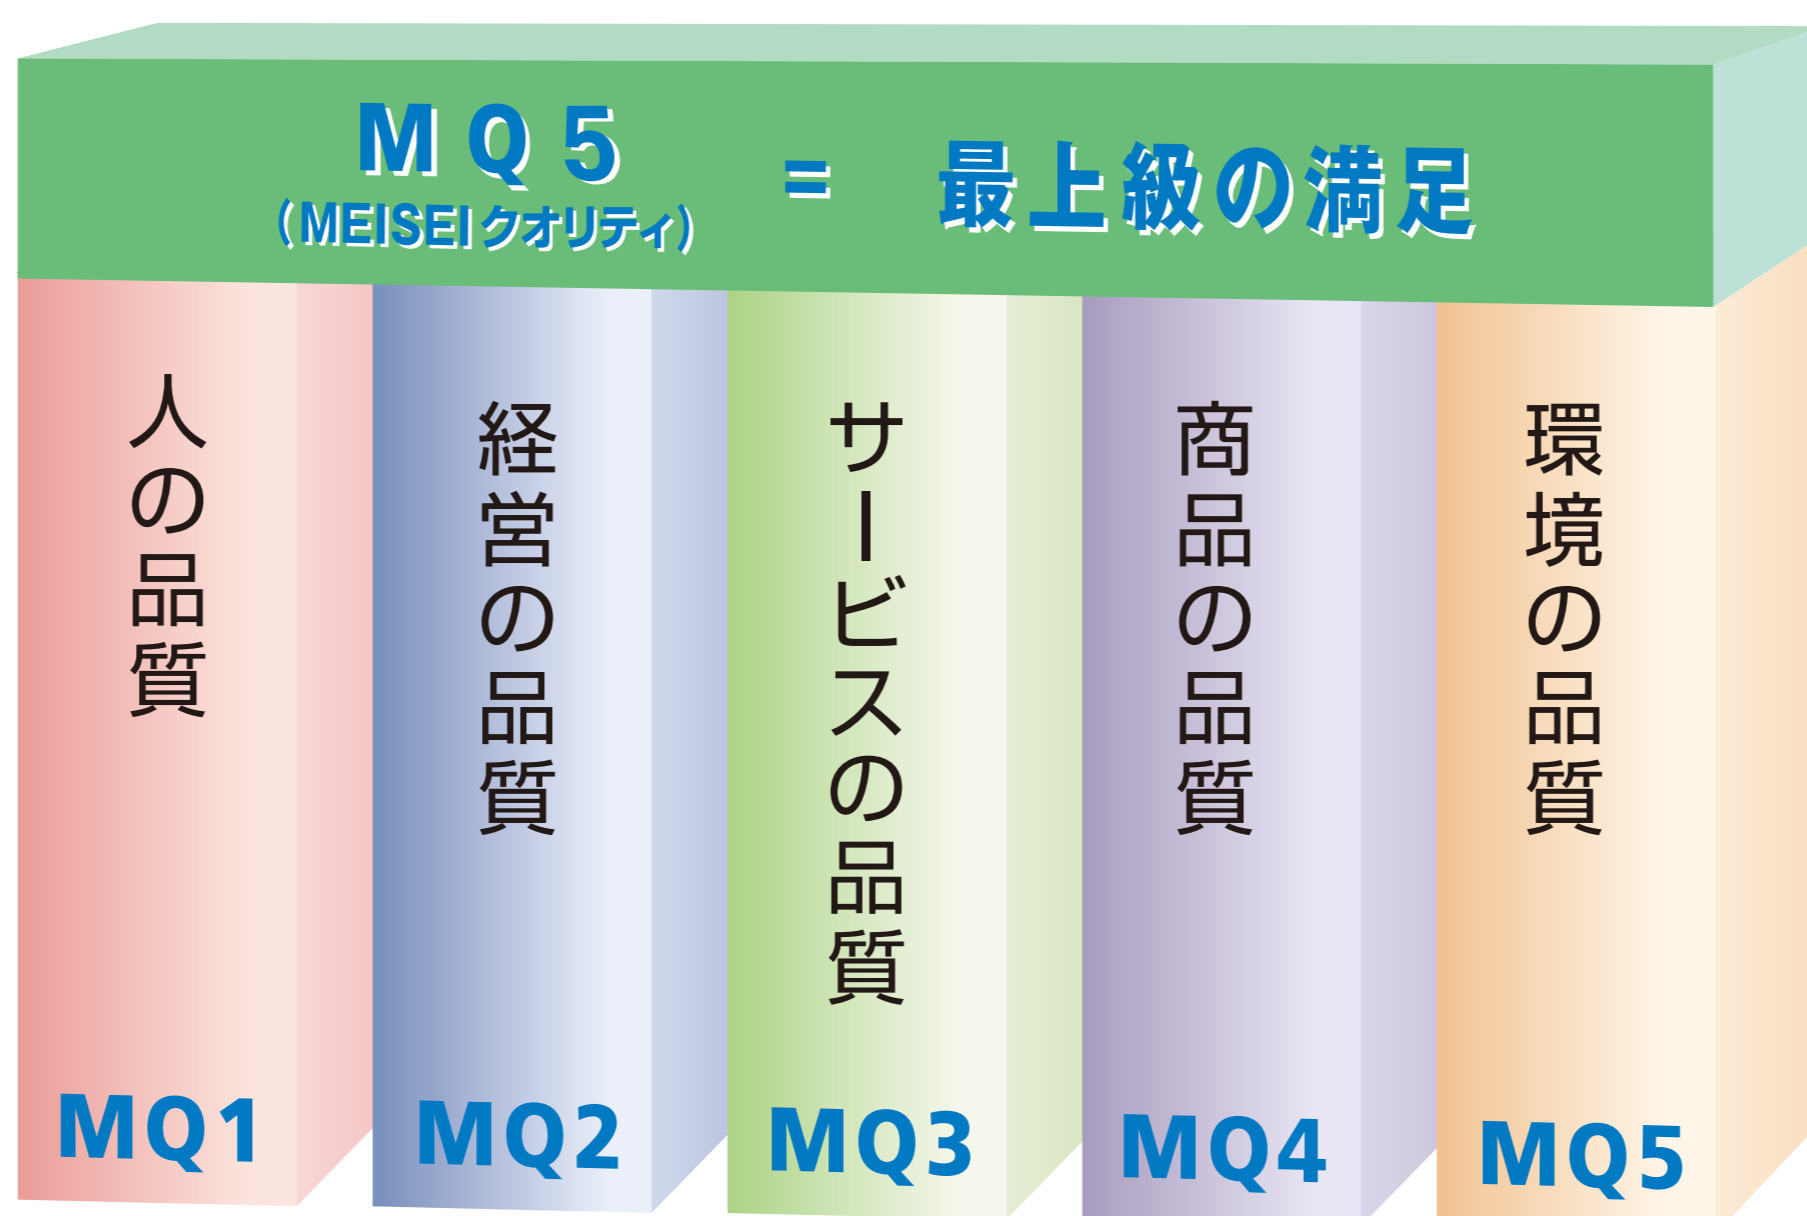 MQ5
(MEISEIクオリティ)
=
最上級の満足
人の品質
経営の品質
サービスの品質
商品の品質
環境の品質
MQ1
MQ2
MQ3
MQ4
MQ5